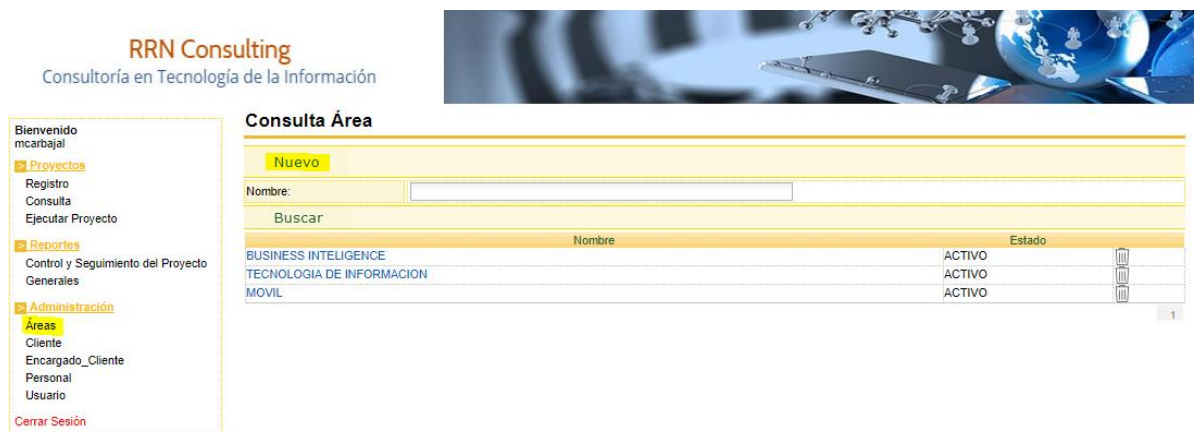 RRN Consulting
Consultoría en Tecnología de la Información
Bienvenido
mcarbajal
Proyectos
Registro
Consulta
Ejecutar Proyecto
Reportes
Control y Seguimiento del Proyecto
Generales
Administración
Áreas
Cliente
Encargado_Cliente
Personal
Usuario
Cerrar Sesión
Consulta Área
Nuevo
Nombre:
Buscar
Nombre Estado
BUSINESS INTELIGENCE ACTIVO
TECNOLOGIA DE INFORMACION ACTIVO
MOVIL ACTIVO
1